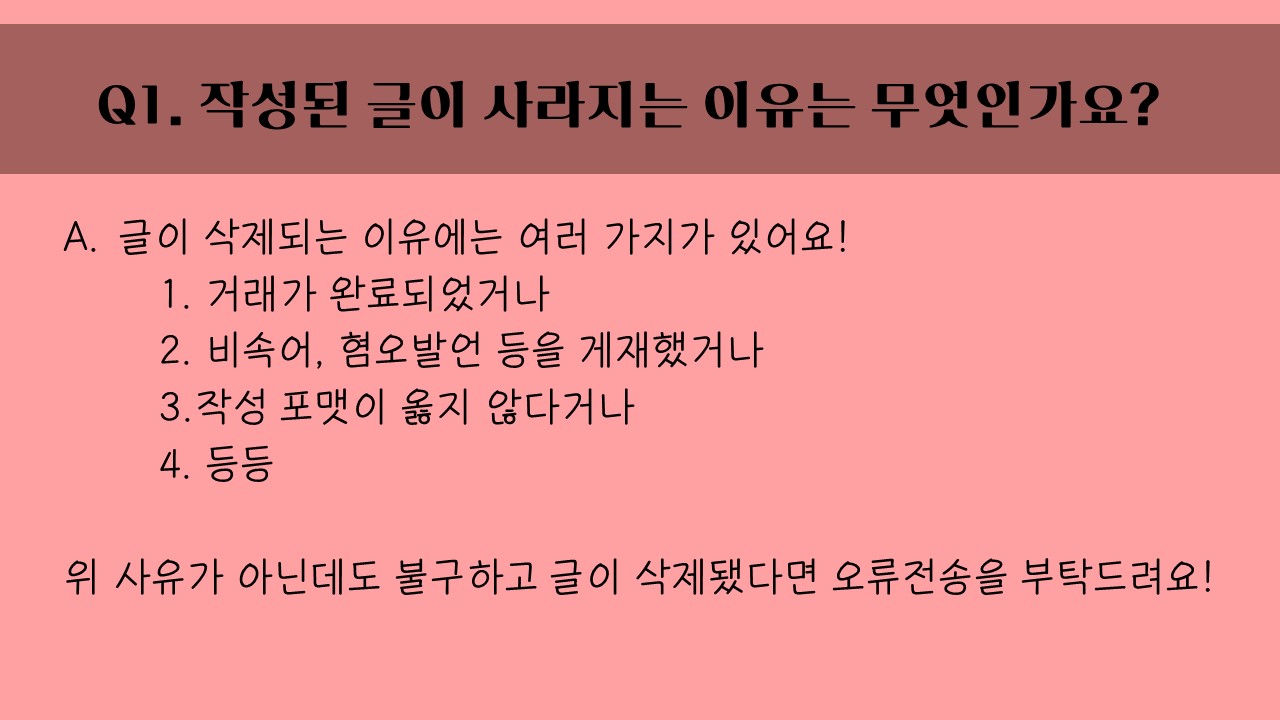 Q1. 작성된 글이 사라지는 이유는 무엇인가요?
A. 글이 삭제되는 이유에는 여러 가지가 있어요!
1. 거래가 완료되었거나
2. 비속어, 혐오발언 등을 게재했거나
3.작성 포맷이 옳지 않다거나
4. 등등
위 사유가 아닌데도 불구하고 글이 삭제됐다면 오류전송을 부탁드려요!